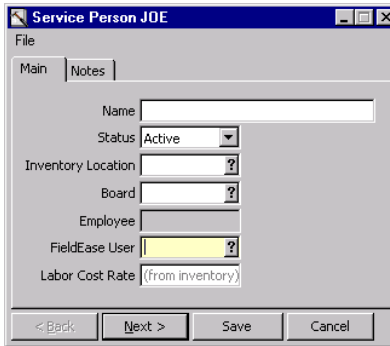 Service Person JOE
File
Main Notes
Name
Status Active
Inventory Location ?
Board ?
Employee
FieldEase User ?
Labor Cost Rate (from inventory)
< Back Next > Save Cancel